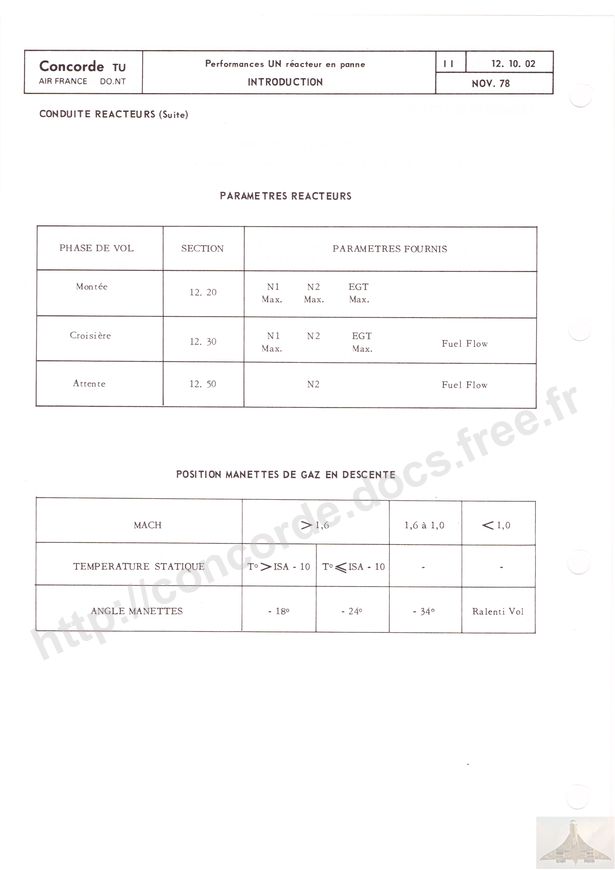 Concorde TU
AIR FRANCE DO.NT
Performances UN réacteur en panne
INTRODUCTION
II
12. 10. 02
NOV. 78
CONDUITE REACTEURS (Suite)
PARAMETRES REACTEURS
PHASE DE VOL SECTION PARAMETRES FOURNIS
Montée 12. 20 N1 Max. N2 Max. EGT Max.
Croisière 12. 30 N1 Max. N2 EGT Max. Fuel Flow
Attente 12. 50 N2 Fuel Flow
POSITION MANETTES DE GAZ EN DESCENTE
MACH > 1,6 1,6 à 1,0 < 1,0
TEMPERATURE STATIQUE T° > ISA - 10 T° ⩽ ISA - 10 - -
ANGLE MANETTES - 18° - 24° - 34° Ralenti Vol
http://concorde.docs.free.fr